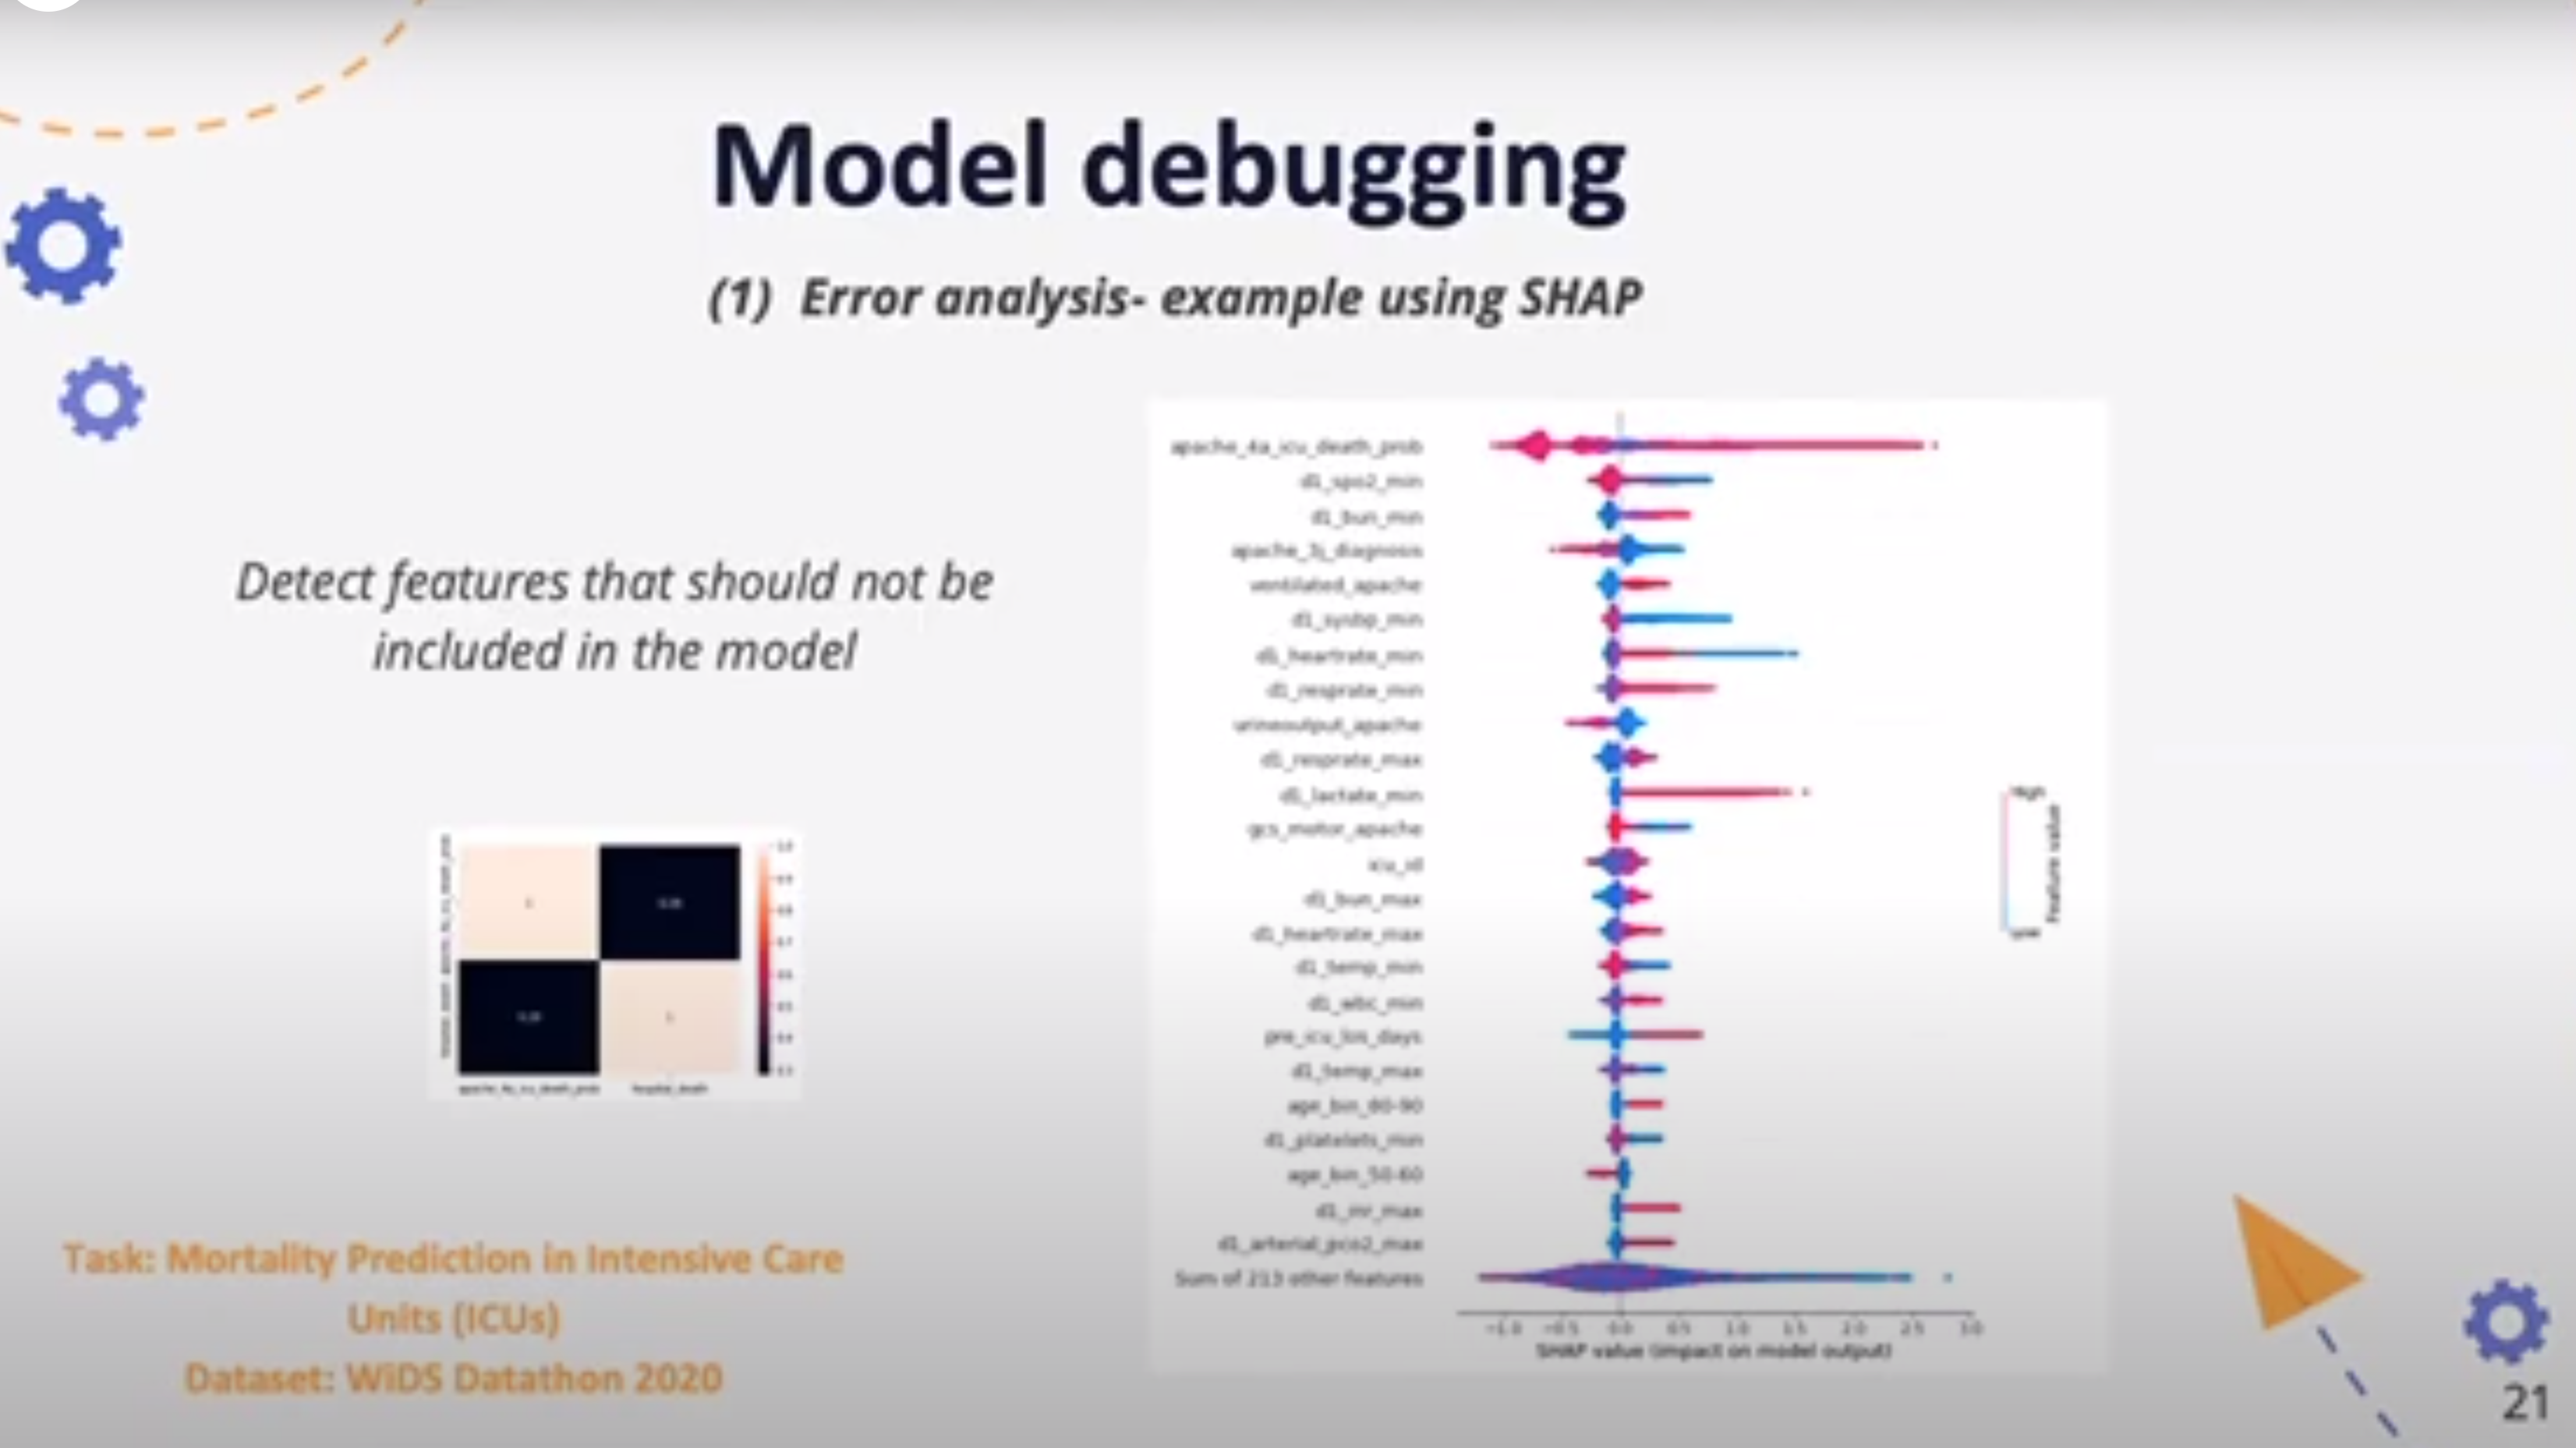 Model debugging
(1) Error analysis- example using SHAP
Detect features that should not be
included in the model
apache_4a_icu_death_prob hospital_death
Task: Mortality Prediction in Intensive Care
Units (ICUs)
Dataset: WiDS Datathon 2020
apache_4a_icu_death_prob
d1_spo2_min
d1_bun_min
apache_3j_diagnosis
ventilated_apache
d1_sysbp_min
d1_heartrate_min
d1_resprate_min
urineoutput_apache
d1_resprate_max
d1_lactate_min
gcs_motor_apache
icu_id
d1_bun_max
d1_heartrate_max
d1_temp_min
d1_wbc_min
pre_icu_los_days
d1_temp_max
age_bin_80-90
d1_platelets_min
age_bin_50-60
d1_inr_max
d1_arterial_pco2_max
Sum of 213 other features
−1.0 −0.5 0.0 0.5 1.0 1.5 2.0 2.5 3.0
SHAP value (impact on model output)
High
Feature value
Low
21